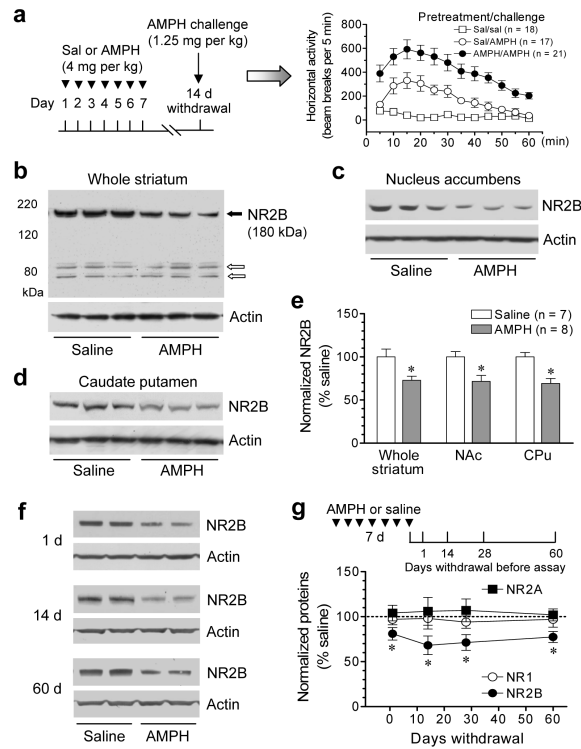 a
Sal or AMPH
(4 mg per kg)
AMPH challenge
(1.25 mg per kg)
Day 1 2 3 4 5 6 7
14 d
withdrawal
Pretreatment/challenge
Sal/sal (n = 18)
Sal/AMPH (n = 17)
AMPH/AMPH (n = 21)
Horizontal activity
(beam breaks per 5 min)
800
600
400
200
0
0 10 20 30 40 50 60 (min)
b
Whole striatum
220
120
80
kDa
NR2B
(180 kDa)
Actin
Saline AMPH
c
Nucleus accumbens
NR2B
Actin
Saline AMPH
d
Caudate putamen
NR2B
Actin
Saline AMPH
e
Saline (n = 7)
AMPH (n = 8)
Normalized NR2B
(% saline)
150
100
50
0
* * *
Whole
striatum
NAc
CPu
f
1 d
NR2B
Actin
14 d
NR2B
Actin
60 d
NR2B
Actin
Saline AMPH
g
AMPH or saline
7 d
1 14 28 60
Days withdrawal before assay
Normalized proteins
(% saline)
150
100
50
0
NR2A
NR1
NR2B
* * * *
0 10 20 30 40 50 60
Days withdrawal